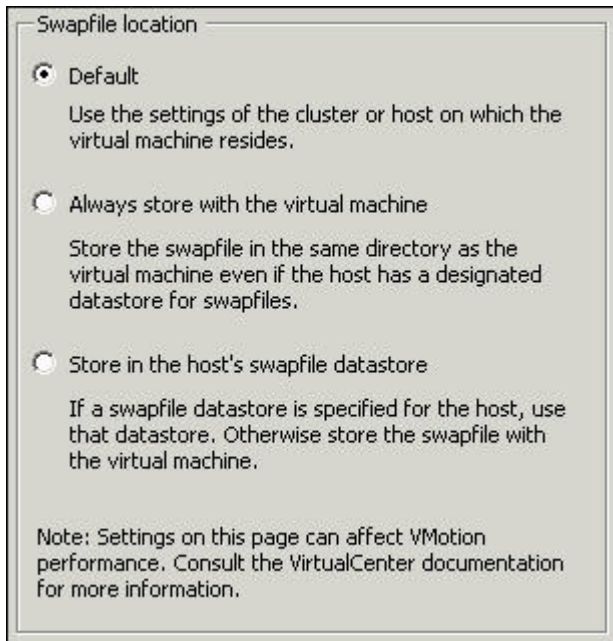 Swapfile location
Default
Use the settings of the cluster or host on which the
virtual machine resides.
Always store with the virtual machine
Store the swapfile in the same directory as the
virtual machine even if the host has a designated
datastore for swapfiles.
Store in the host's swapfile datastore
If a swapfile datastore is specified for the host, use
that datastore. Otherwise store the swapfile with
the virtual machine.
Note: Settings on this page can affect VMotion
performance. Consult the VirtualCenter documentation
for more information.